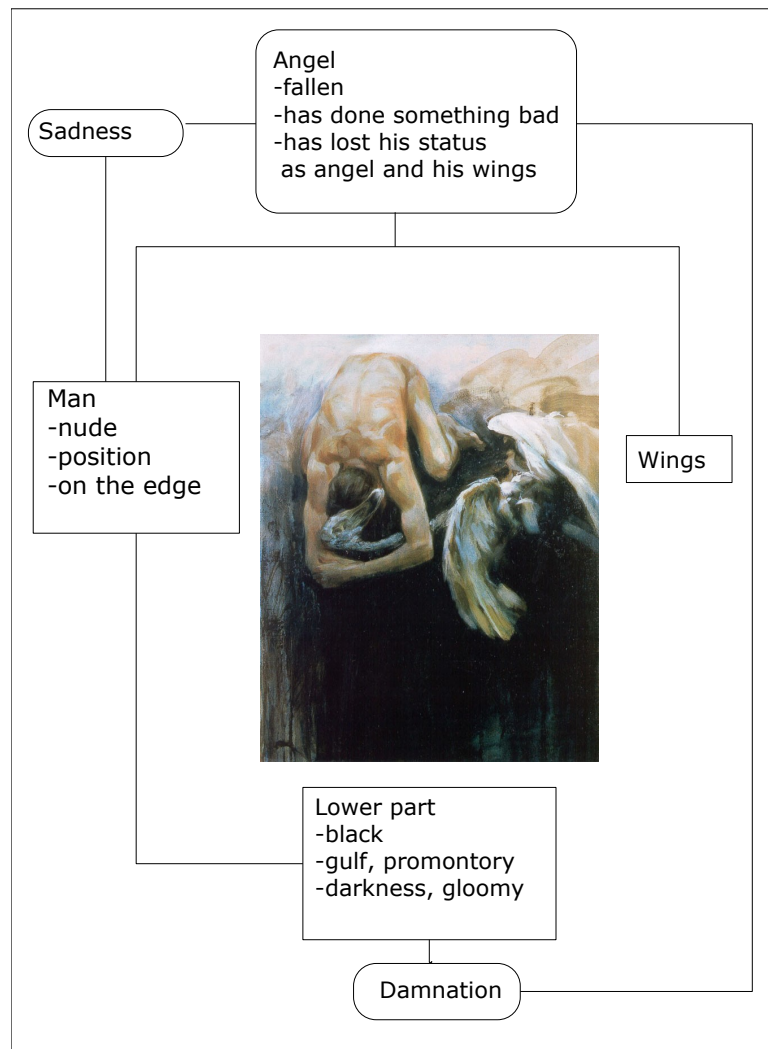 Angel
-fallen
-has done something bad
-has lost his status
as angel and his wings
Sadness
Man
-nude
-position
-on the edge
Wings
Lower part
-black
-gulf, promontory
-darkness, gloomy
Damnation